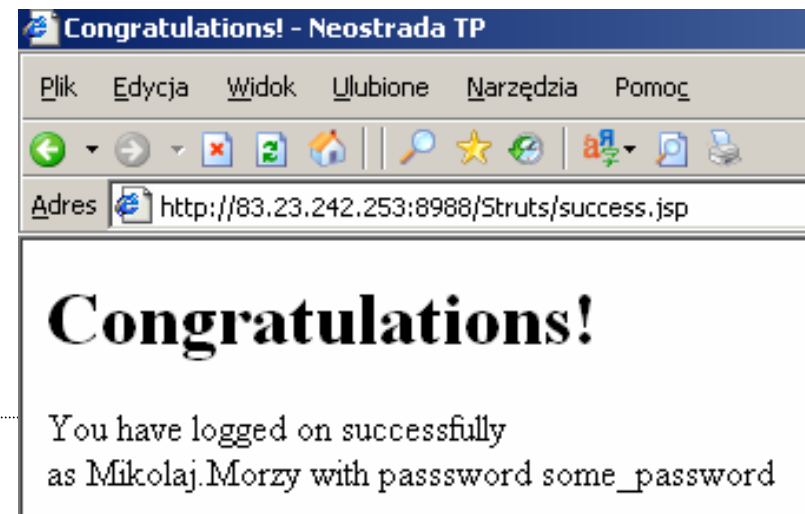 Congratulations! - Neostrada TP
Plik Edycja Widok Ulubione Narzędzia Pomoc
Adres http://83.23.242.253:8988/Struts/success.jsp
Congratulations!
You have logged on successfully
as Mikolaj.Morzy with passsword some_password